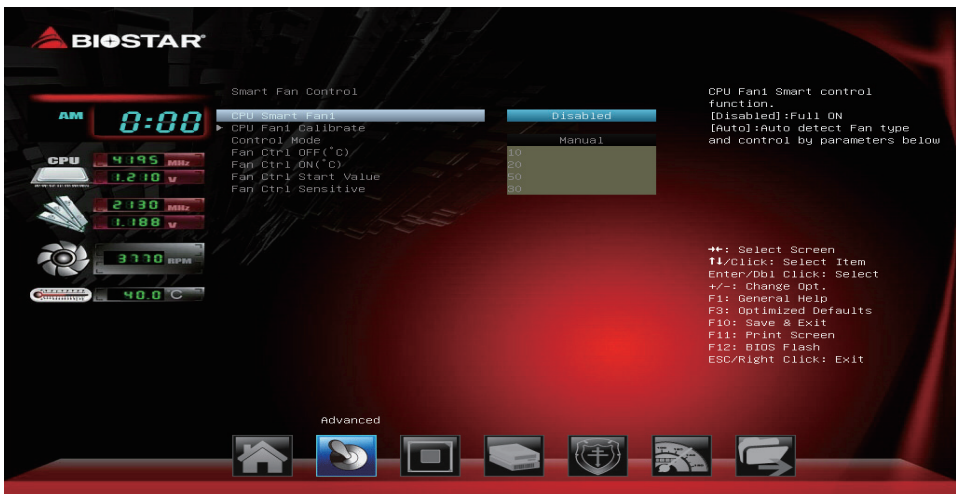 BIOSTAR
Smart Fan Control
CPU Smart Fan1 Disabled
CPU Fan1 Calibrate
Control Mode Manual
Fan Ctrl OFF(°C) 10
Fan Ctrl ON(°C) 20
Fan Ctrl Start Value 50
Fan Ctrl Sensitive 30
AM 0:00
CPU 4195 MHz
1.210 V
2130 MHz
1.188 V
3770 RPM
40.0 C
CPU Fan1 Smart control
function.
[Disabled]:Full ON
[Auto]:Auto detect Fan type
and control by parameters below
→←: Select Screen
↑↓/Click: Select Item
Enter/Dbl Click: Select
+/-: Change Opt.
F1: General Help
F3: Optimized Defaults
F10: Save & Exit
F11: Print Screen
F12: BIOS Flash
ESC/Right Click: Exit
Advanced